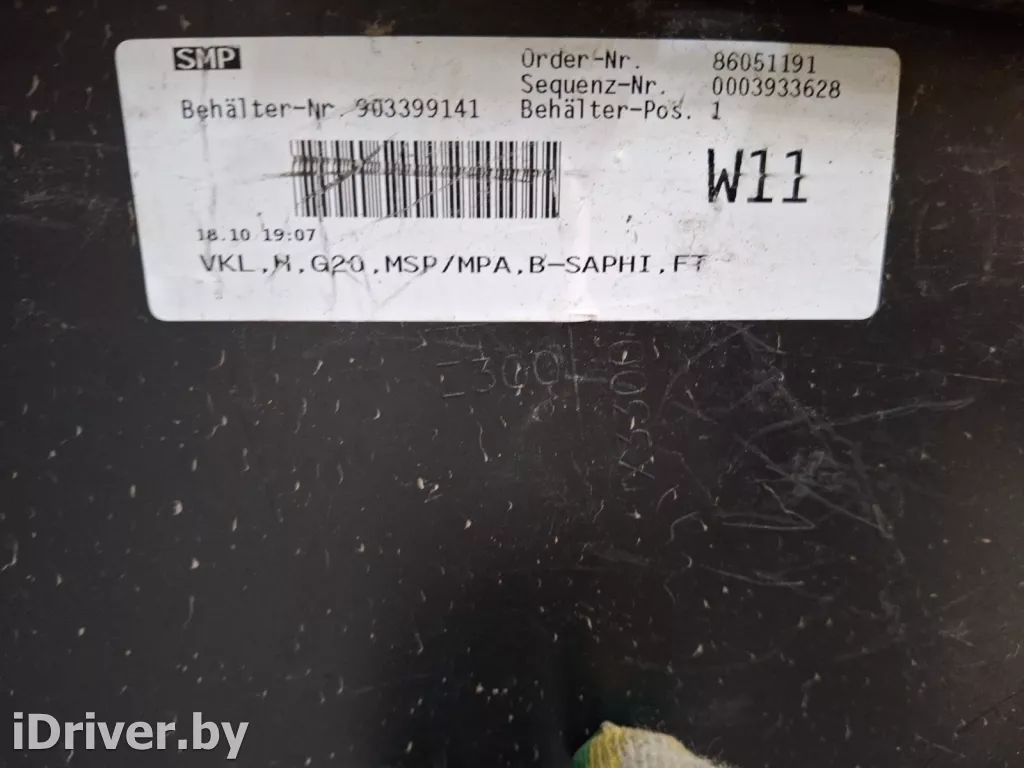 SMP
Order-Nr. 86051191
Sequenz-Nr. 0003933628
Behälter-Nr. 903399141 Behälter-Pos. 1
W11
18.10 19:07
VKL,M,G20,MSP/MPA,B-SAPHI,FT
iDriver.by